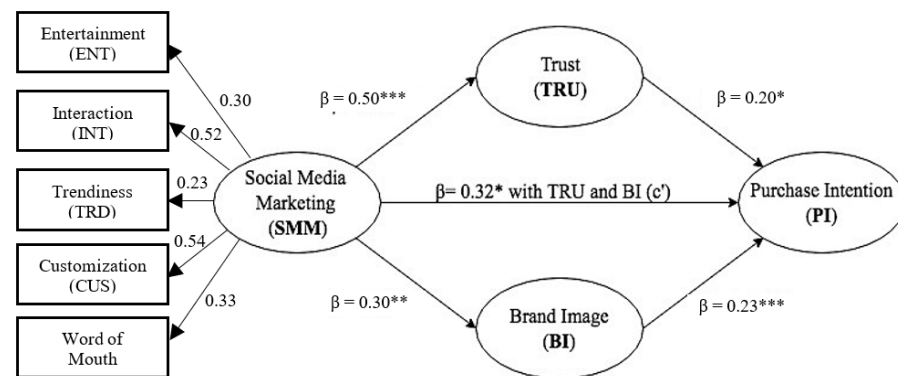 Entertainment
(ENT)
0.30
Interaction
(INT)
0.52
Trendiness
(TRD)
0.23
Customization
(CUS)
0.54
Word of
Mouth
0.33
Social Media
Marketing
(SMM)
β = 0.50***
Trust
(TRU)
β = 0.20*
β= 0.32* with TRU and BI (c')
Purchase Intention
(PI)
β = 0.30**
Brand Image
(BI)
β = 0.23***